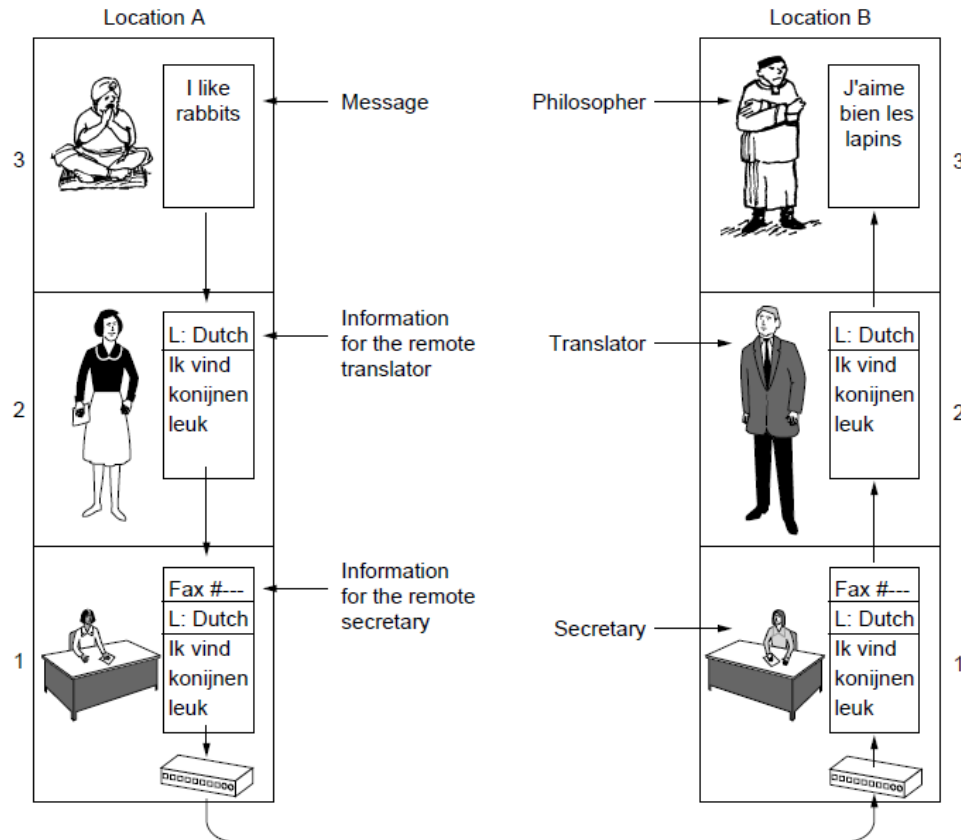 Location A
Location B
I like
rabbits
Message
Philosopher
J'aime
bien les
lapins
3
3
L: Dutch
Ik vind
konijnen
leuk
Information
for the remote
translator
Translator
L: Dutch
Ik vind
konijnen
leuk
2
2
Fax #---
L: Dutch
Ik vind
konijnen
leuk
Information
for the remote
secretary
Secretary
Fax #---
L: Dutch
Ik vind
konijnen
leuk
1
1